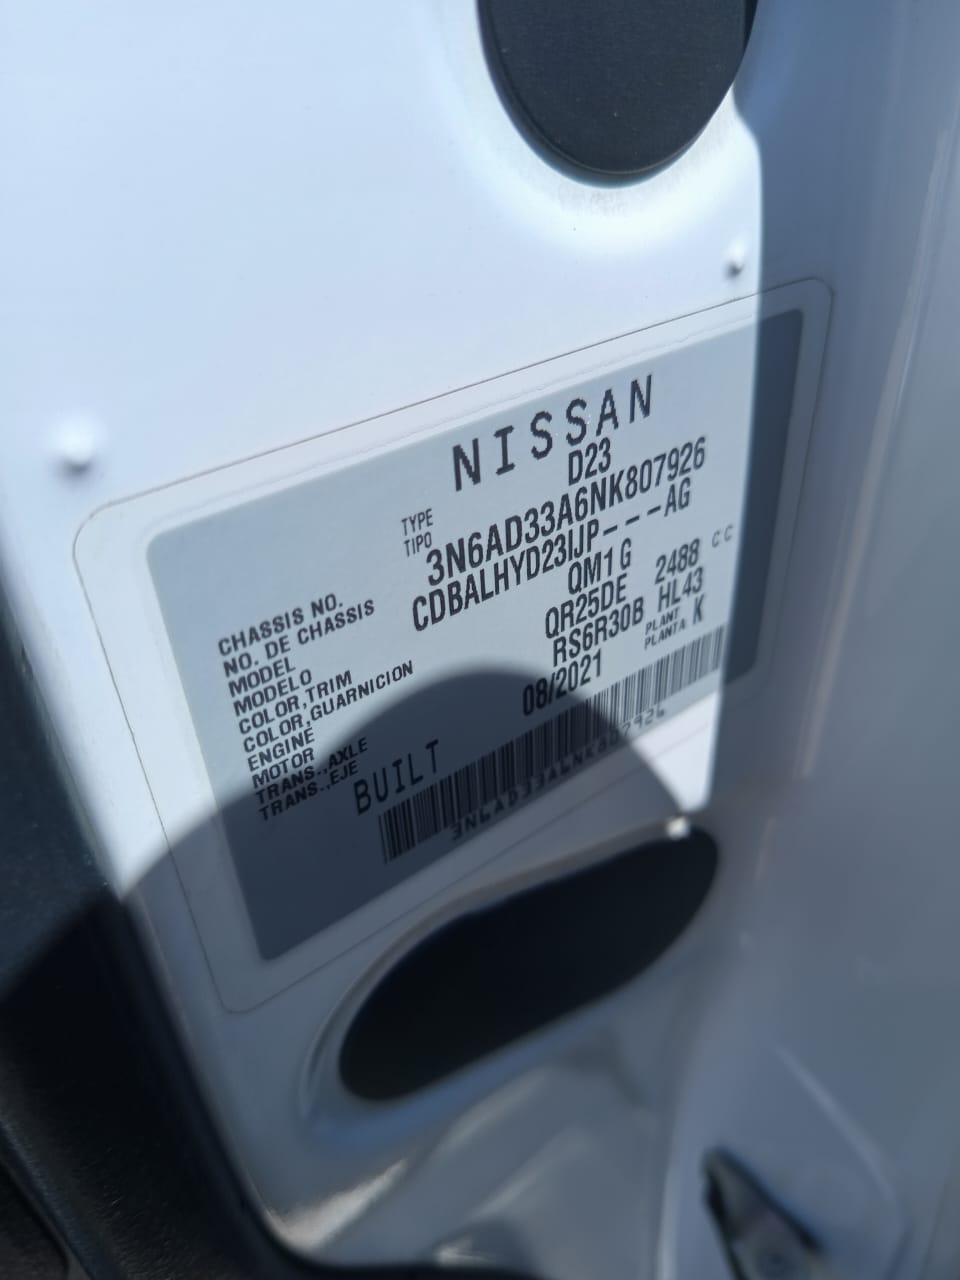 NISSAN
TYPE
TIPO
D23
CHASSIS NO.
NO. DE CHASSIS
3N6AD33A6NK807926
MODEL
MODELO
CDBALHYD23IJP---AG
COLOR,TRIM
COLOR,GUARNICION
QM1 G
ENGINE
MOTOR
QR25DE 2488 CC
TRANS.,AXLE
TRANS.,EJE
RS6R30B HL43
PLANT
PLANTA
K
BUILT 08/2021
3N6AD33A6NK807926